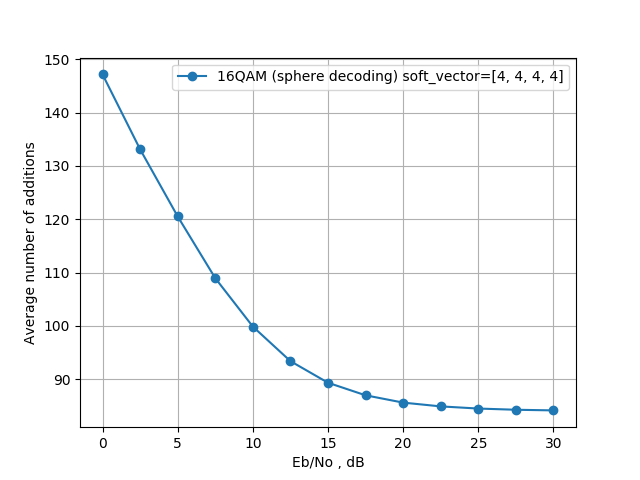 150
140
130
120
110
100
90
Average number of additions
16QAM (sphere decoding) soft_vector=[4, 4, 4, 4]
0 5 10 15 20 25 30
Eb/No , dB